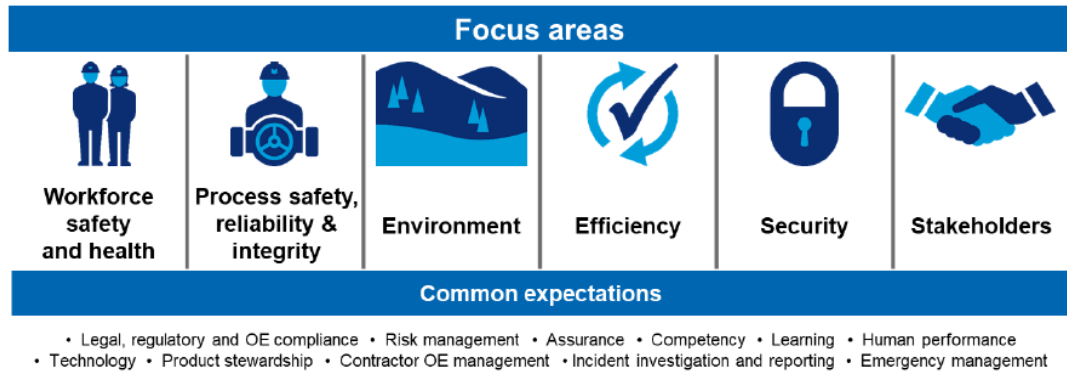 Focus areas
Workforce
safety
and health
Process safety,
reliability &
integrity
Environment
Efficiency
Security
Stakeholders
Common expectations
• Legal, regulatory and OE compliance • Risk management • Assurance • Competency • Learning • Human performance
• Technology • Product stewardship • Contractor OE management • Incident investigation and reporting • Emergency management